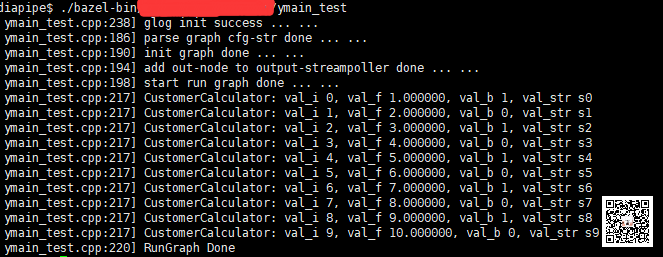 diapipe$ ./bazel-bin /ymain_test
ymain_test.cpp:238] glog init success ... ...
ymain_test.cpp:186] parse graph cfg-str done ... ...
ymain_test.cpp:190] init graph done ... ...
ymain_test.cpp:194] add out-node to output-streampoller done ... ...
ymain_test.cpp:198] start run graph done ... ...
ymain_test.cpp:217] CustomerCalculator: val_i 0, val_f 1.000000, val_b 1, val_str s0
ymain_test.cpp:217] CustomerCalculator: val_i 1, val_f 2.000000, val_b 0, val_str s1
ymain_test.cpp:217] CustomerCalculator: val_i 2, val_f 3.000000, val_b 1, val_str s2
ymain_test.cpp:217] CustomerCalculator: val_i 3, val_f 4.000000, val_b 0, val_str s3
ymain_test.cpp:217] CustomerCalculator: val_i 4, val_f 5.000000, val_b 1, val_str s4
ymain_test.cpp:217] CustomerCalculator: val_i 5, val_f 6.000000, val_b 0, val_str s5
ymain_test.cpp:217] CustomerCalculator: val_i 6, val_f 7.000000, val_b 1, val_str s6
ymain_test.cpp:217] CustomerCalculator: val_i 7, val_f 8.000000, val_b 0, val_str s7
ymain_test.cpp:217] CustomerCalculator: val_i 8, val_f 9.000000, val_b 1, val_str s8
ymain_test.cpp:217] CustomerCalculator: val_i 9, val_f 10.000000, val_b 0, val_str s9
ymain_test.cpp:220] RunGraph Done